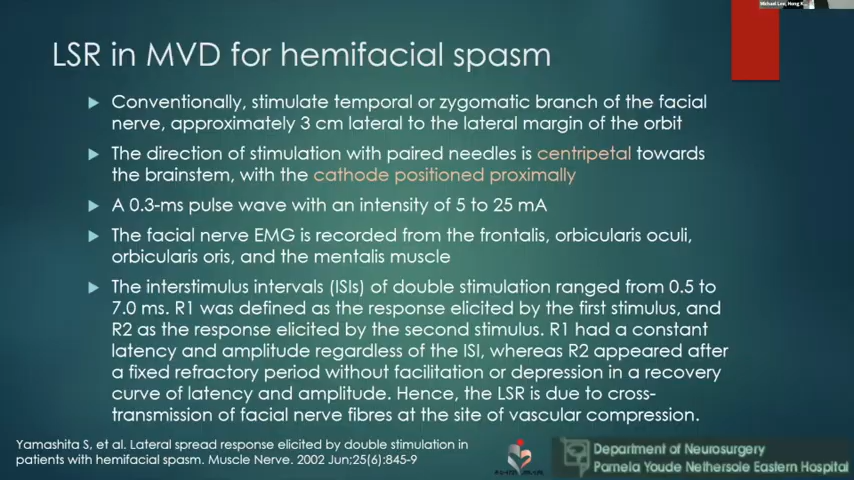 Michael Lee, Hong K
LSR in MVD for hemifacial spasm
Conventionally, stimulate temporal or zygomatic branch of the facial
nerve, approximately 3 cm lateral to the lateral margin of the orbit
The direction of stimulation with paired needles is centripetal towards
the brainstem, with the cathode positioned proximally
A 0.3-ms pulse wave with an intensity of 5 to 25 mA
The facial nerve EMG is recorded from the frontalis, orbicularis oculi,
orbicularis oris, and the mentalis muscle
The interstimulus intervals (ISIs) of double stimulation ranged from 0.5 to
7.0 ms. R1 was defined as the response elicited by the first stimulus, and
R2 as the response elicited by the second stimulus. R1 had a constant
latency and amplitude regardless of the ISI, whereas R2 appeared after
a fixed refractory period without facilitation or depression in a recovery
curve of latency and amplitude. Hence, the LSR is due to cross-
transmission of facial nerve fibres at the site of vascular compression.
Yamashita S, et al. Lateral spread response elicited by double stimulation in
patients with hemifacial spasm. Muscle Nerve. 2002 Jun;25(6):845-9
Department of Neurosurgery
Pamela Youde Nethersole Eastern Hospital